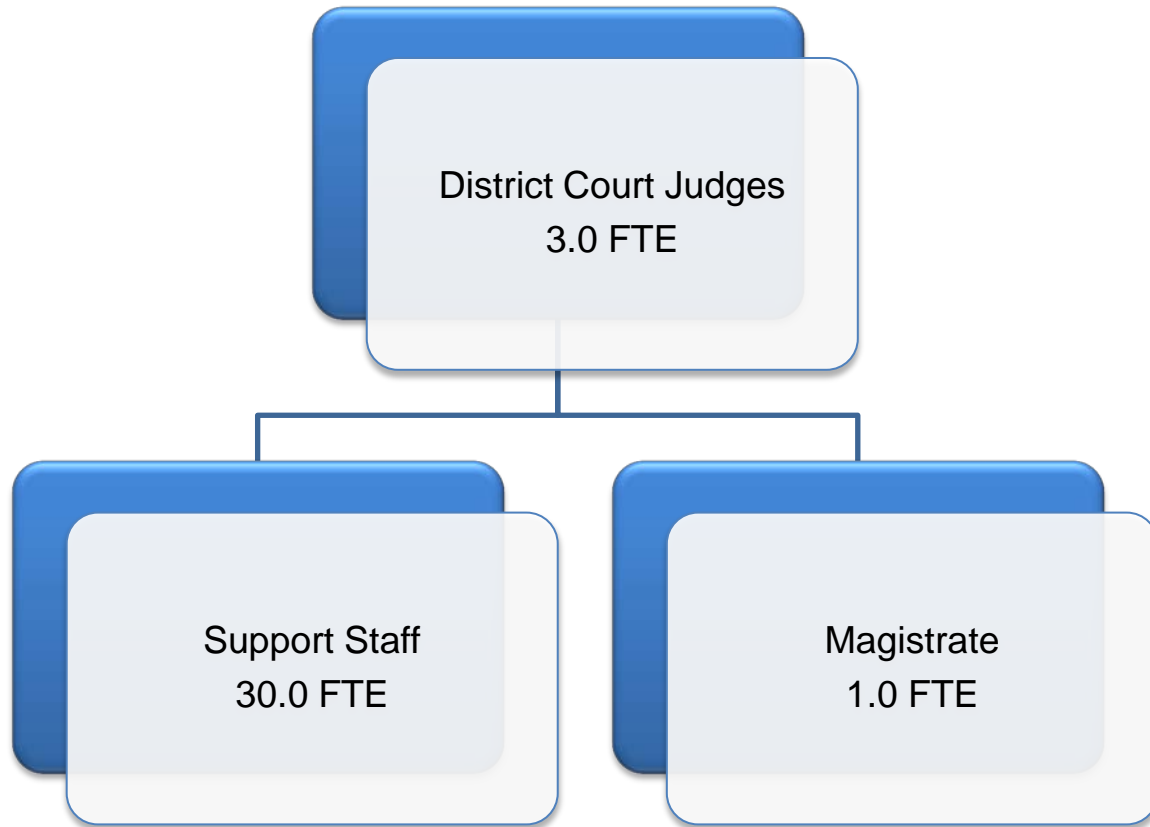 District Court Judges
3.0 FTE
Support Staff
30.0 FTE
Magistrate
1.0 FTE